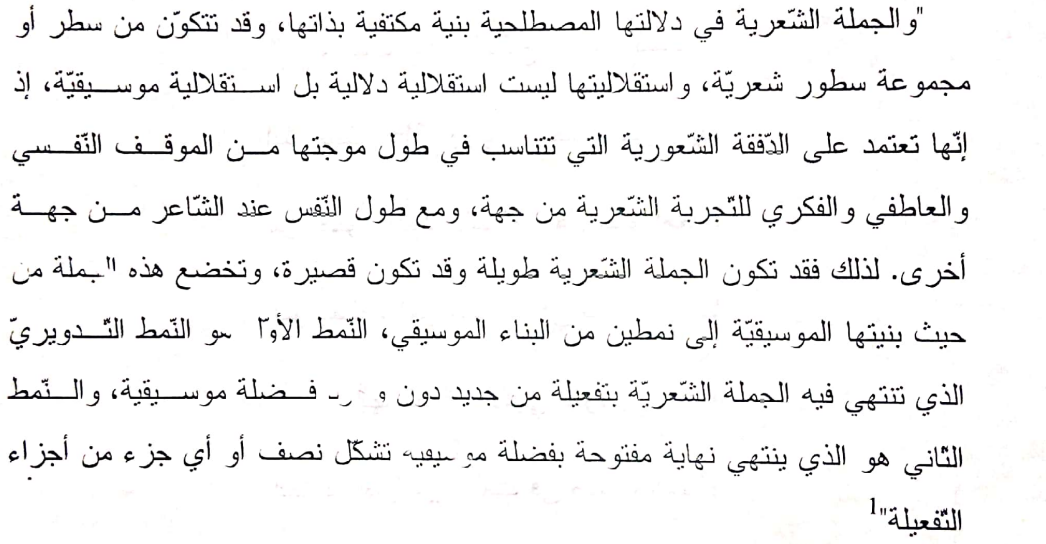 "والجملة الشّعرية في دلالتها المصطلحية بنية مكتفية بذاتها، وقد تتكوّن من سطر أو
مجموعة سطور شعريّة، واستقلاليتها ليست استقلالية دلالية بل استقلالية موسيقيّة، إذ
إنّها تعتمد على الدّفقة الشّعورية التي تتناسب في طول موجتها من الموقف النّفسي
والعاطفي والفكري للتّجربة الشّعرية من جهة، ومع طول النّفس عند الشّاعر من جهة
أخرى. لذلك فقد تكون الجملة الشّعرية طويلة وقد تكون قصيرة، وتخضع هذه الجملة من
حيث بنيتها الموسيقيّة إلى نمطين من البناء الموسيقي، النّمط الأوّل هو النّمط التّدويريّ
الذي تنتهي فيه الجملة الشّعريّة بتفعيلة من جديد دون فضلة موسيقية، والنّمط
الثّاني هو الذي ينتهي نهاية مفتوحة بفضلة موسيقيه تشكّل نصف أو أي جزء من أجزاء
التّفعيلة"1